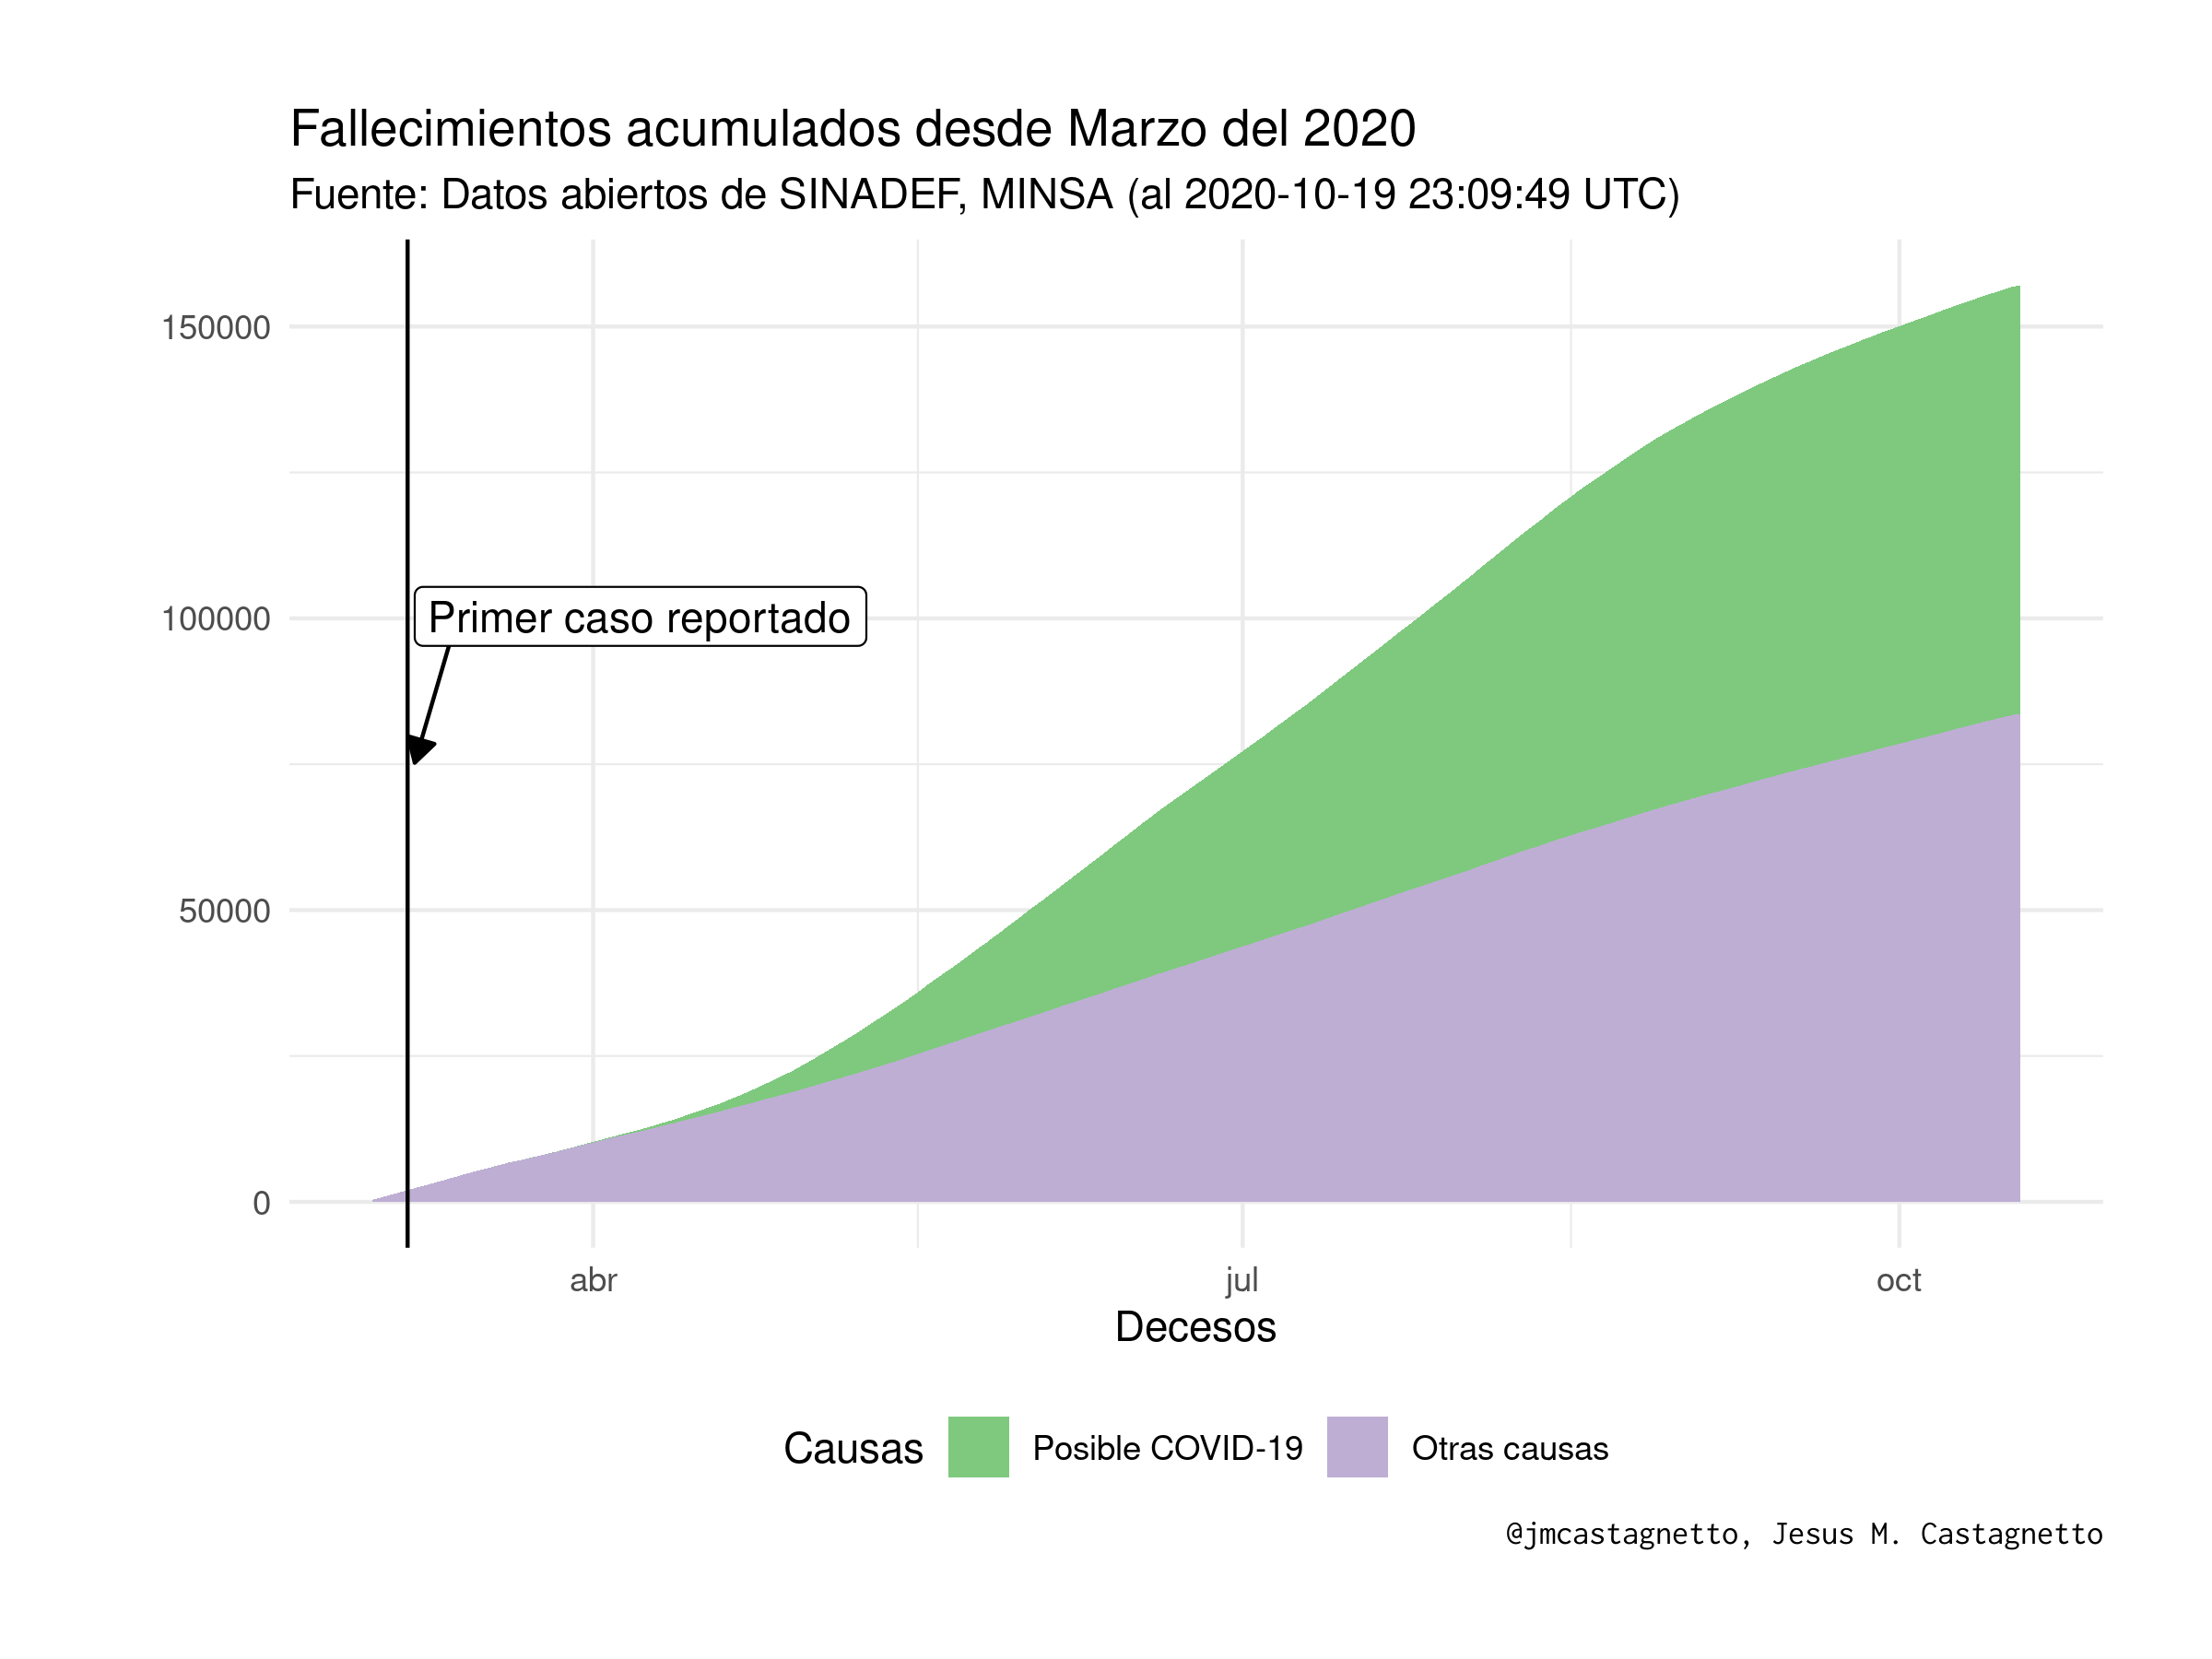 Fallecimientos acumulados desde Marzo del 2020
Fuente: Datos abiertos de SINADEF, MINSA (al 2020-10-19 23:09:49 UTC)
150000
100000
50000
0
Primer caso reportado
abr
jul
oct
Decesos
Causas
Posible COVID-19
Otras causas
@jmcastagnetto, Jesus M. Castagnetto